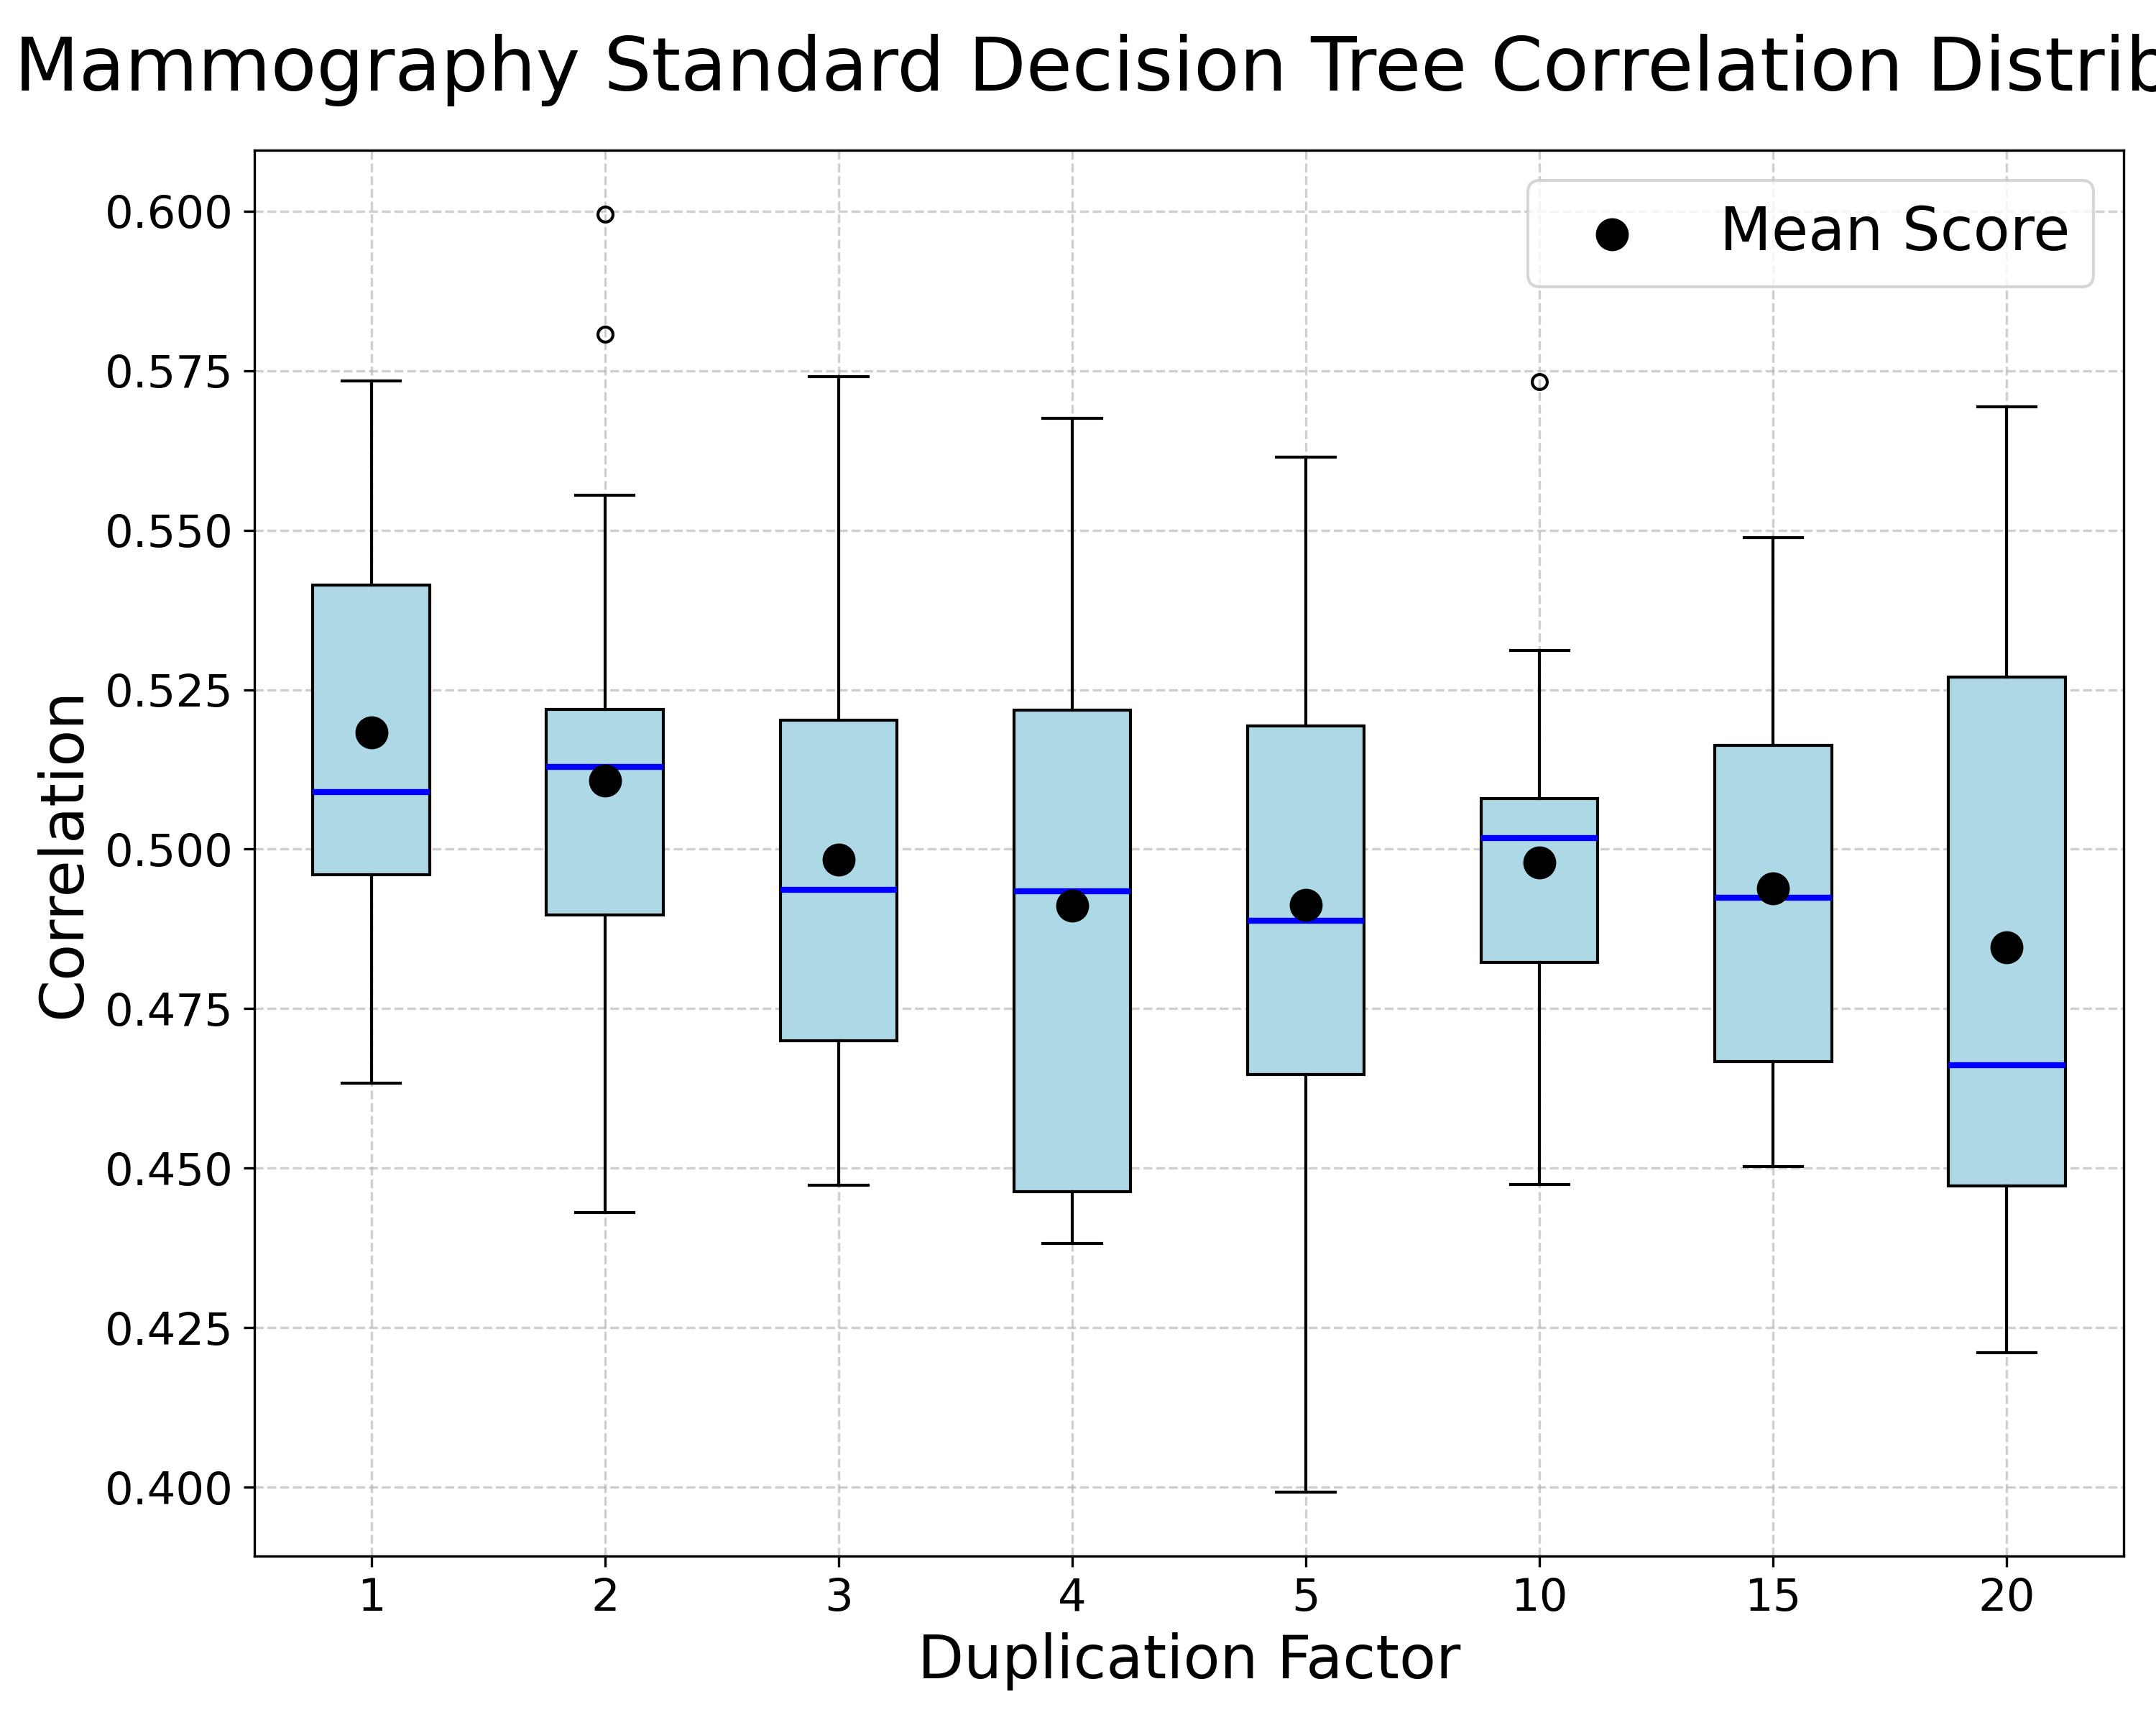 Mammography Standard Decision Tree Correlation Distrib
Mean Score
0.600
0.575
0.550
0.525
0.500
0.475
0.450
0.425
0.400
Correlation
1 2 3 4 5 10 15 20
Duplication Factor